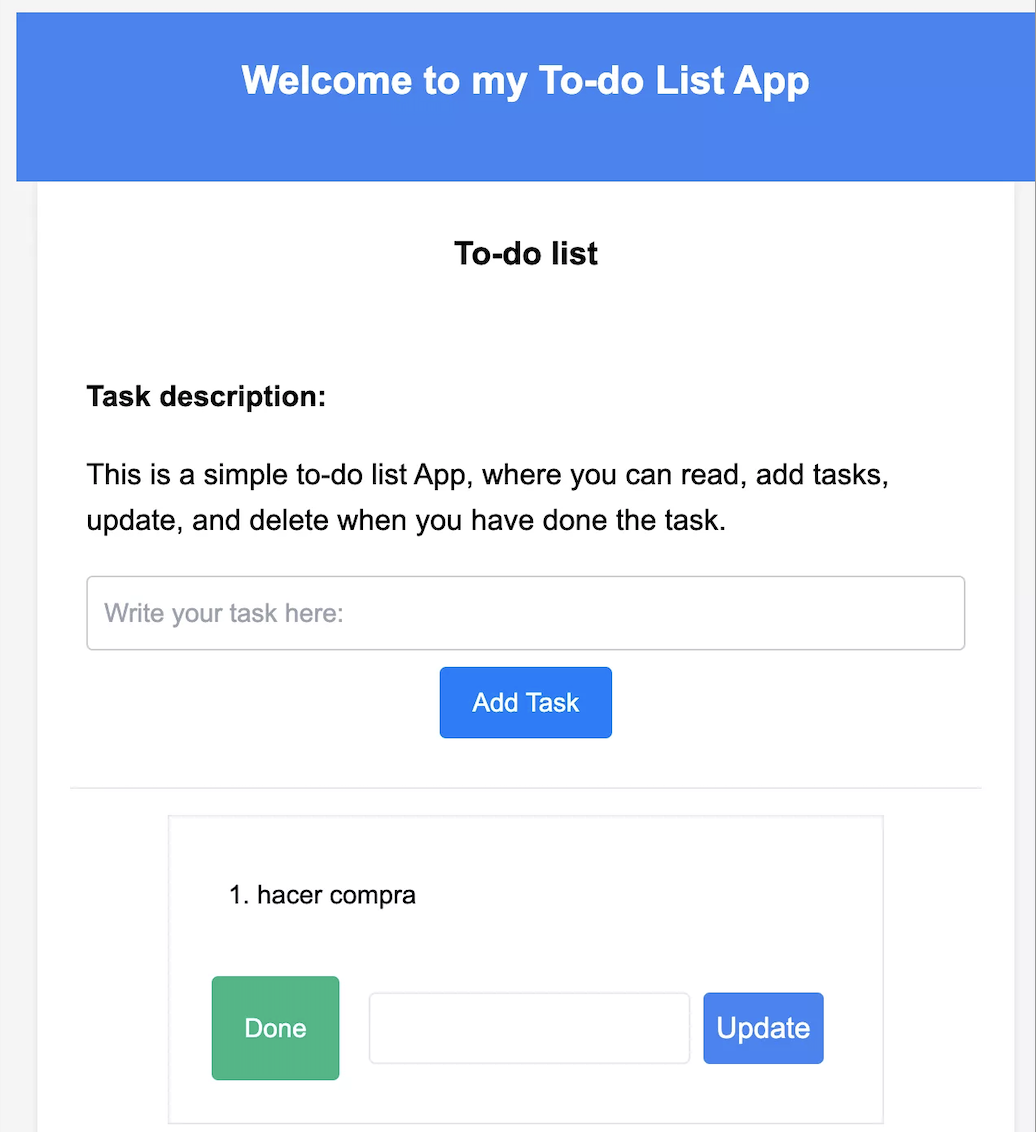 Welcome to my To-do List App
To-do list
Task description:
This is a simple to-do list App, where you can read, add tasks,
update, and delete when you have done the task.
Write your task here:
Add Task
1. hacer compra
Done
Update